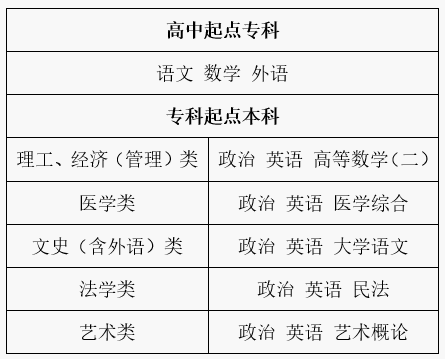 高中起点专科
语文 数学 外语
专科起点本科
理工、经济（管理）类 政治 英语 高等数学（二）
医学类 政治 英语 医学综合
文史（含外语）类 政治 英语 大学语文
法学类 政治 英语 民法
艺术类 政治 英语 艺术概论